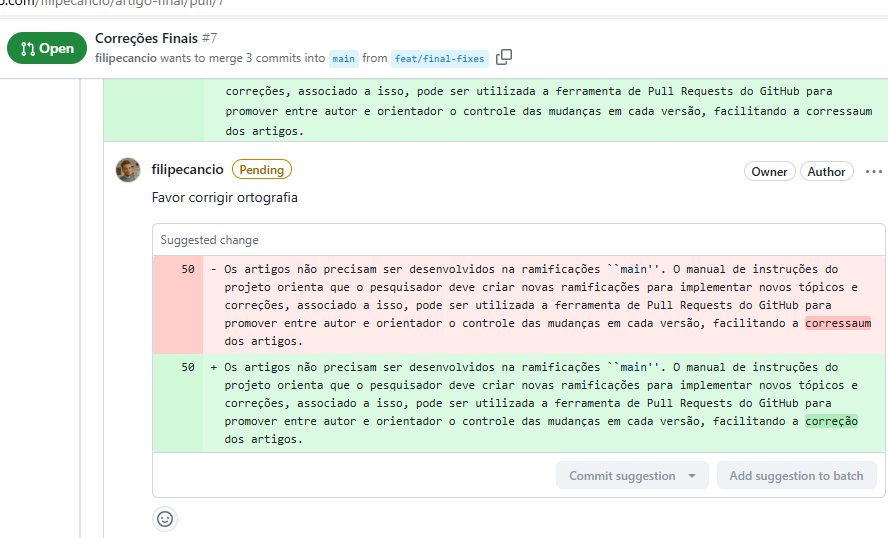 o.com/filipecancio/artigo-final/pull/7
Open
Correções Finais #7
filipecancio wants to merge 3 commits into main from feat/final-fixes
correções, associado a isso, pode ser utilizada a ferramenta de Pull Requests do GitHub para
promover entre autor e orientador o controle das mudanças em cada versão, facilitando a corressaum
dos artigos.
filipecancio Pending Owner Author ...
Favor corrigir ortografia
Suggested change
50 - Os artigos não precisam ser desenvolvidos na ramificações ``main''. O manual de instruções do
projeto orienta que o pesquisador deve criar novas ramificações para implementar novos tópicos e
correções, associado a isso, pode ser utilizada a ferramenta de Pull Requests do GitHub para
promover entre autor e orientador o controle das mudanças em cada versão, facilitando a corressaum
dos artigos.
50 + Os artigos não precisam ser desenvolvidos na ramificações ``main''. O manual de instruções do
projeto orienta que o pesquisador deve criar novas ramificações para implementar novos tópicos e
correções, associado a isso, pode ser utilizada a ferramenta de Pull Requests do GitHub para
promover entre autor e orientador o controle das mudanças em cada versão, facilitando a correção
dos artigos.
Commit suggestion Add suggestion to batch